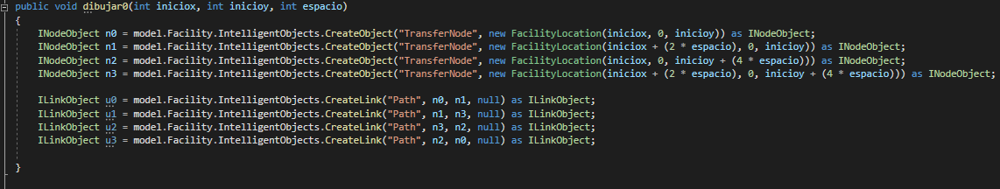 public void dibujar0(int iniciox, int inicioy, int espacio)
{
INodeObject n0 = model.Facility.IntelligentObjects.CreateObject("TransferNode", new FacilityLocation(iniciox, 0, inicioy)) as INodeObject;
INodeObject n1 = model.Facility.IntelligentObjects.CreateObject("TransferNode", new FacilityLocation(iniciox + (2 * espacio), 0, inicioy)) as INodeObject;
INodeObject n2 = model.Facility.IntelligentObjects.CreateObject("TransferNode", new FacilityLocation(iniciox, 0, inicioy + (4 * espacio))) as INodeObject;
INodeObject n3 = model.Facility.IntelligentObjects.CreateObject("TransferNode", new FacilityLocation(iniciox + (2 * espacio), 0, inicioy + (4 * espacio))) as INodeObject;
ILinkObject u0 = model.Facility.IntelligentObjects.CreateLink("Path", n0, n1, null) as ILinkObject;
ILinkObject u1 = model.Facility.IntelligentObjects.CreateLink("Path", n1, n3, null) as ILinkObject;
ILinkObject u2 = model.Facility.IntelligentObjects.CreateLink("Path", n3, n2, null) as ILinkObject;
ILinkObject u3 = model.Facility.IntelligentObjects.CreateLink("Path", n2, n0, null) as ILinkObject;
}